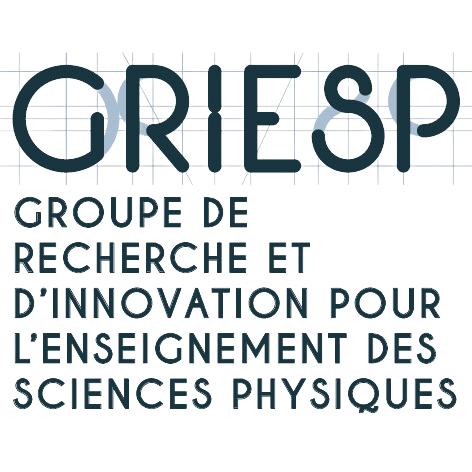 GRIESP
GROUPE DE
RECHERCHE ET
D'INNOVATION POUR
L'ENSEIGNEMENT DES
SCIENCES PHYSIQUES